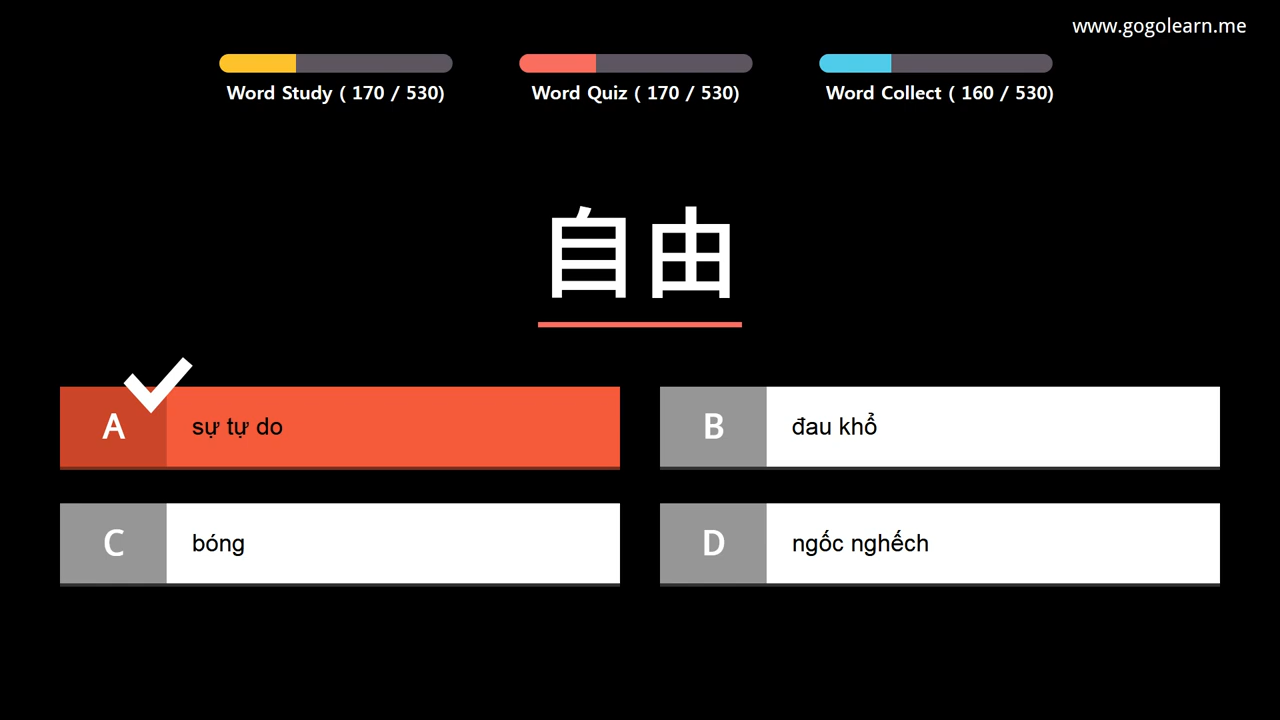 www.gogolearn.me
Word Study ( 170 / 530)
Word Quiz ( 170 / 530)
Word Collect ( 160 / 530)
自由
A sự tự do
B đau khổ
C bóng
D ngốc nghếch